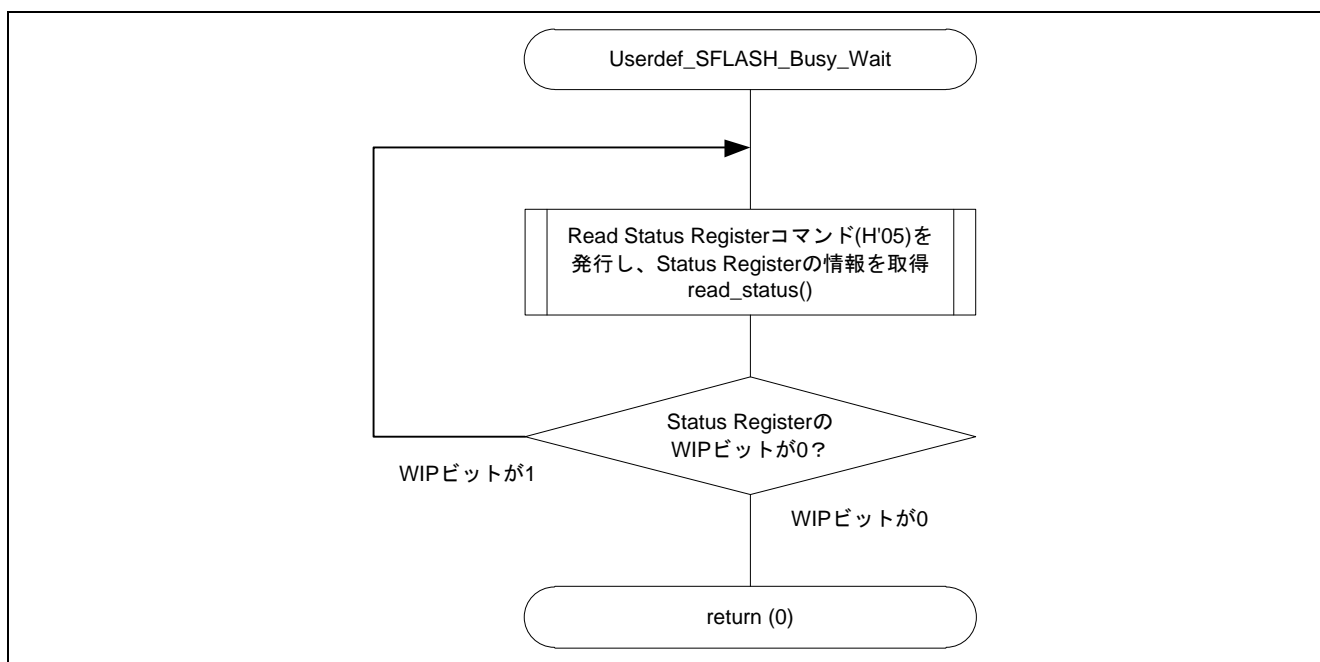 Userdef_SFLASH_Busy_Wait
Read Status Registerコマンド(H'05)を
発行し、Status Registerの情報を取得
read_status()
Status Registerの
WIPビットが0？
WIPビットが1
WIPビットが0
return (0)